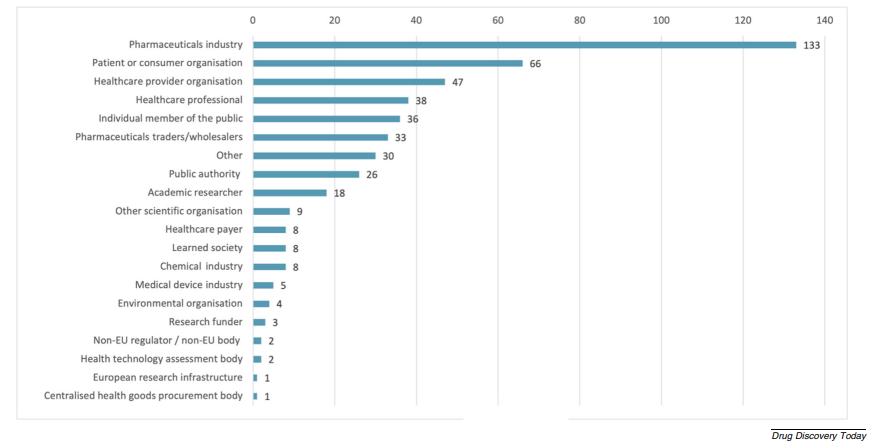 0 20 40 60 80 100 120 140
Pharmaceuticals industry 133
Patient or consumer organisation 66
Healthcare provider organisation 47
Healthcare professional 38
Individual member of the public 36
Pharmaceuticals traders/wholesalers 33
Other 30
Public authority 26
Academic researcher 18
Other scientific organisation 9
Healthcare payer 8
Learned society 8
Chemical industry 8
Medical device industry 5
Environmental organisation 4
Research funder 3
Non-EU regulator / non-EU body 2
Health technology assessment body 2
European research infrastructure 1
Centralised health goods procurement body 1
Drug Discovery Today